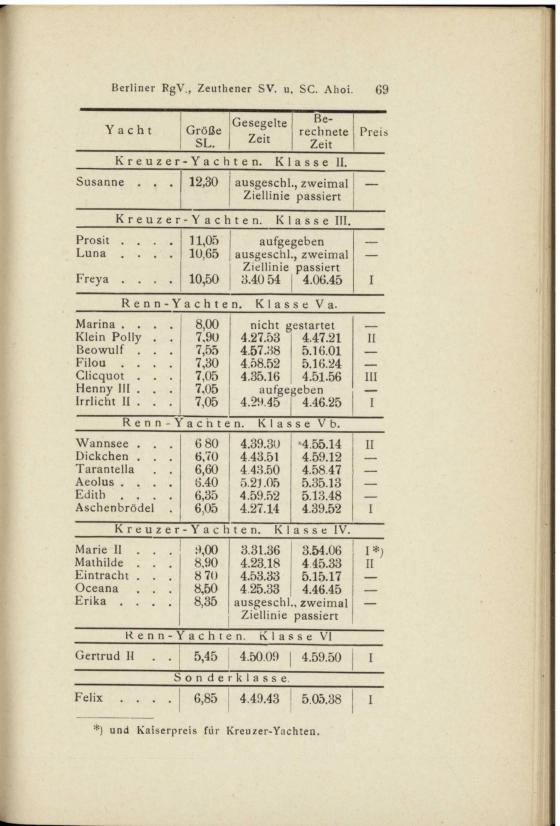 Berliner RgV., Zeuthener SV. u. SC. Ahoi. 69
Yacht Größe SL. Gesegelte Zeit Be-rechnete Zeit Preis
Kreuzer-Yachten. Klasse II.
Susanne . . . 12,30 ausgeschl., zweimal —
Ziellinie passiert
Kreuzer-Yachten. Klasse III.
Prosit . . . . 11,05 aufgegeben —
Luna . . . . 10,65 ausgeschl., zweimal —
Ziellinie passiert
Freya . . . . 10,50 3.40 54 4.06.45 I
Renn-Yachten. Klasse Va.
Marina . . . . 8,00 nicht gestartet —
Klein Polly . . 7,90 4.27.53 4.47.21 II
Beowulf . . . 7,55 4.57.38 5.16.01 —
Filou . . . . 7,30 4.58.52 5.16.24 —
Clicquot . . . 7,05 4.35.16 4.51.56 III
Henny III . . . 7,05 aufgegeben —
Irrlicht II . . . 7,05 4.29.45 4.46.25 I
Renn-Yachten. Klasse Vb.
Wannsee . . . 6 80 4.39.30 4.55.14 II
Dickchen . . . 6,70 4.43.51 4.59.12 —
Tarantella . . 6,60 4.43.50 4.58.47 —
Aeolus . . . . 6.40 5.21.05 5.35.13 —
Edith . . . . 6,35 4.59.52 5.13.48 —
Aschenbrödel . 6,05 4.27.14 4.39.52 I
Kreuzer-Yachten. Klasse IV.
Marie II . . . 9,00 3.31.36 3.54.06 I*)
Mathilde . . . 8,90 4.23.18 4.45.33 II
Eintracht . . . 8 70 4.53.33 5.15.17 —
Oceana . . . 8,50 4.25.33 4.46.45 —
Erika . . . . 8,35 ausgeschl., zweimal —
Ziellinie passiert
Renn-Yachten. Klasse VI
Gertrud II . . 5,45 4.50.09 4.59.50 I
Sonderklasse.
Felix . . . . 6,85 4.49.43 5.05.38 I
*) und Kaiserpreis für Kreuzer-Yachten.